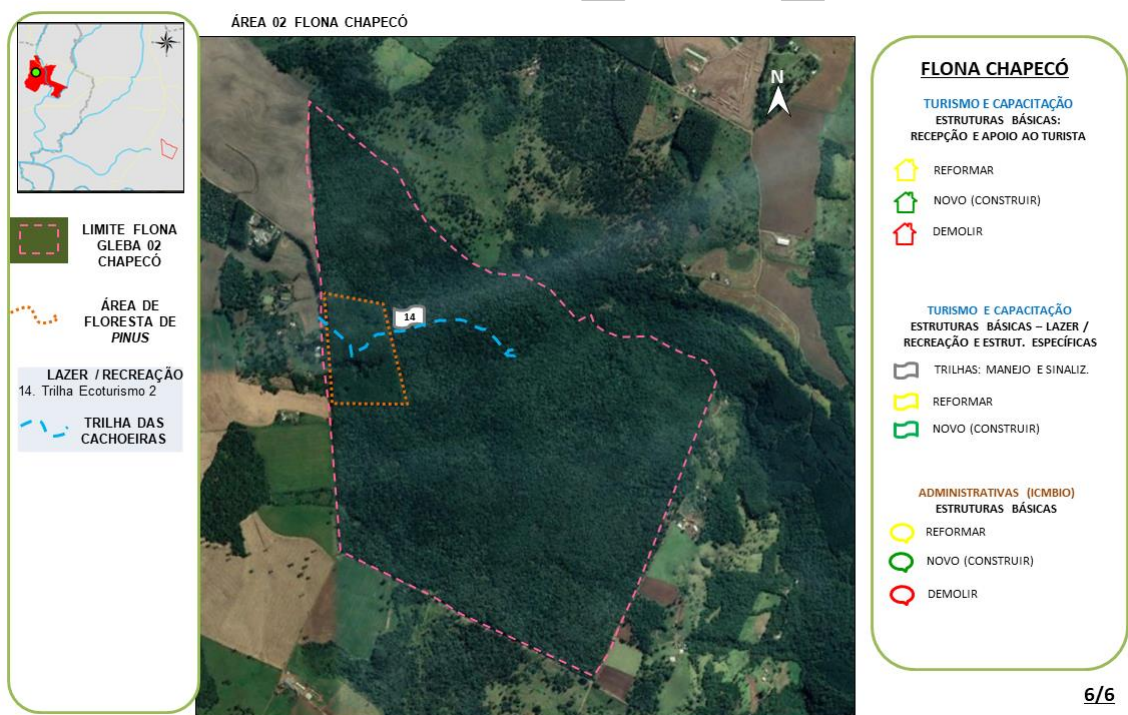 ÁREA 02 FLONA CHAPECÓ
LIMITE FLONA
GLEBA 02
CHAPECÓ
ÁREA DE
FLORESTA DE
PINUS
LAZER / RECREAÇÃO
14. Trilha Ecoturismo 2
TRILHA DAS
CACHOEIRAS
N
14
FLONA CHAPECÓ
TURISMO E CAPACITAÇÃO
ESTRUTURAS BÁSICAS:
RECEPÇÃO E APOIO AO TURISTA
REFORMAR
NOVO (CONSTRUIR)
DEMOLIR
TURISMO E CAPACITAÇÃO
ESTRUTURAS BÁSICAS – LAZER /
RECREAÇÃO E ESTRUT. ESPECÍFICAS
TRILHAS: MANEJO E SINALIZ.
REFORMAR
NOVO (CONSTRUIR)
ADMINISTRATIVAS (ICMBIO)
ESTRUTURAS BÁSICAS
REFORMAR
NOVO (CONSTRUIR)
DEMOLIR
6/6